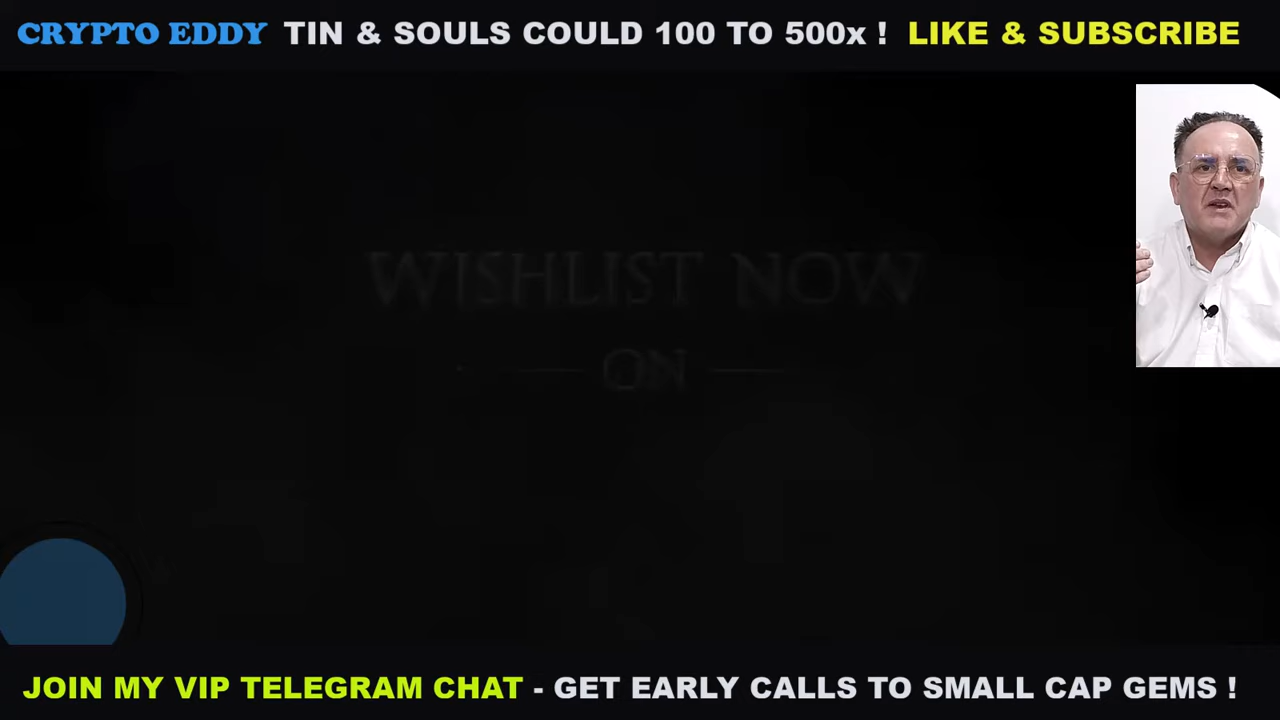 CRYPTO EDDY TIN & SOULS COULD 100 TO 500x ! LIKE & SUBSCRIBE
WISHLIST NOW
ON
JOIN MY VIP TELEGRAM CHAT - GET EARLY CALLS TO SMALL CAP GEMS !